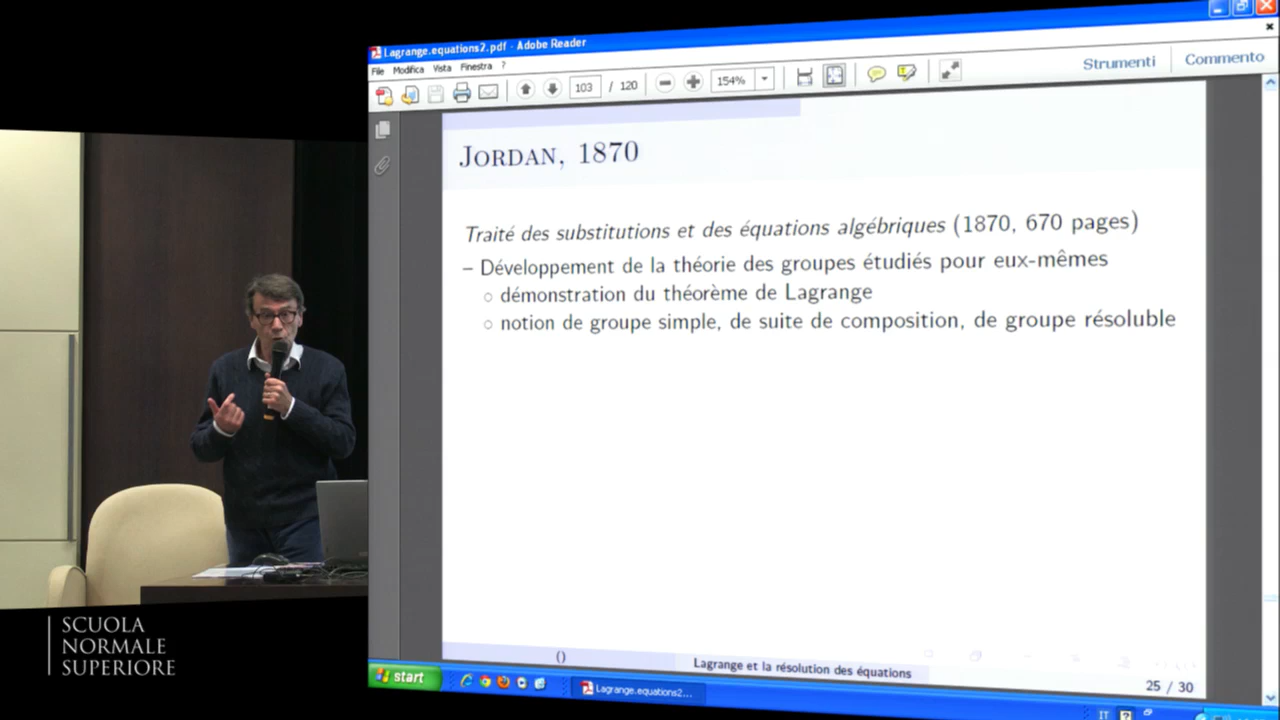 Lagrange.equations2.pdf - Adobe Reader
File Modifica Vista Finestra ?
103 / 120 154% Strumenti Commento
JORDAN, 1870
Traité des substitutions et des équations algébriques (1870, 670 pages)
– Développement de la théorie des groupes étudiés pour eux-mêmes
◦ démonstration du théorème de Lagrange
◦ notion de groupe simple, de suite de composition, de groupe résoluble
()
Lagrange et la résolution des équations
25 / 30
start
Lagrange.equations2...
IT
SCUOLA
NORMALE
SUPERIORE